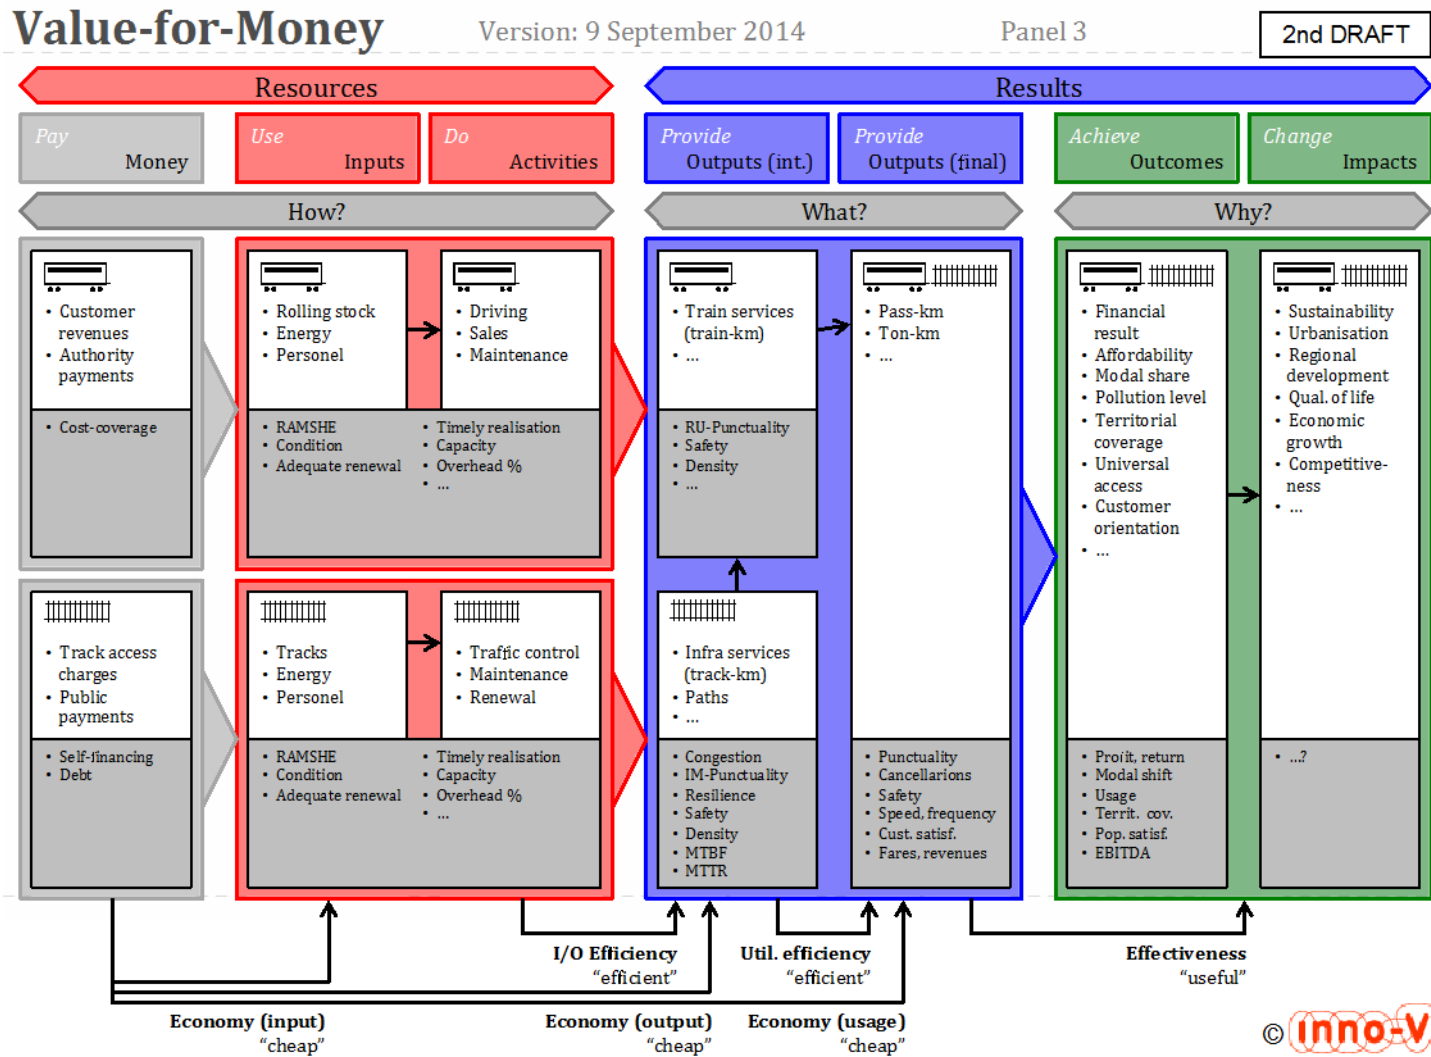 Value-for-Money
Version: 9 September 2014
Panel 3
2nd DRAFT
Resources
Results
Pay
Money
Use
Inputs
Do
Activities
Provide
Outputs (int.)
Provide
Outputs (final)
Achieve
Outcomes
Change
Impacts
How?
What?
Why?
• Customer
revenues
• Authority
payments
• Cost-coverage
• Rolling stock
• Energy
• Personel
• Driving
• Sales
• Maintenance
• RAMSHE
• Condition
• Adequate renewal
• Timely realisation
• Capacity
• Overhead %
• ...
• Train services
(train-km)
• ...
• RU-Punctuality
• Safety
• Density
• ...
• Pass-km
• Ton-km
• ...
• Financial
result
• Affordability
• Modal share
• Pollution level
• Territorial
coverage
• Universal
access
• Customer
orientation
• ...
• Sustainability
• Urbanisation
• Regional
development
• Qual. of life
• Economic
growth
• Competitive-
ness
• ...
• Track access
charges
• Public
payments
• Self-financing
• Debt
• Tracks
• Energy
• Personel
• Traffic control
• Maintenance
• Renewal
• RAMSHE
• Condition
• Adequate renewal
• Timely realisation
• Capacity
• Overhead %
• ...
• Infra services
(track-km)
• Paths
• ...
• Congestion
• IM-Punctuality
• Resilience
• Safety
• Density
• MTBF
• MTTR
• Punctuality
• Cancellarions
• Safety
• Speed, frequency
• Cust. satisf.
• Fares, revenues
• Profit, return
• Modal shift
• Usage
• Territ. cov.
• Pop. satisf.
• EBITDA
• ...?
I/O Efficiency
"efficient"
Util. efficiency
"efficient"
Effectiveness
"useful"
Economy (input)
"cheap"
Economy (output)
"cheap"
Economy (usage)
"cheap"
© inno-V